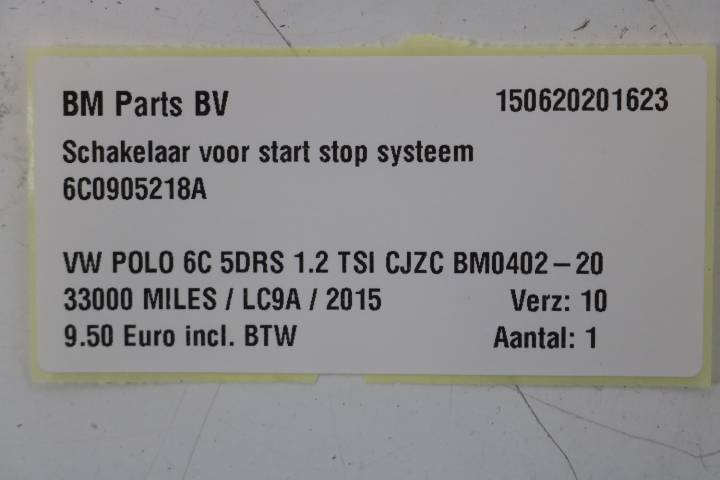 BM Parts BV 150620201623
Schakelaar voor start stop systeem
6C0905218A
VW POLO 6C 5DRS 1.2 TSI CJZC BM0402-20
33000 MILES / LC9A / 2015 Verz: 10
9.50 Euro incl. BTW Aantal: 1